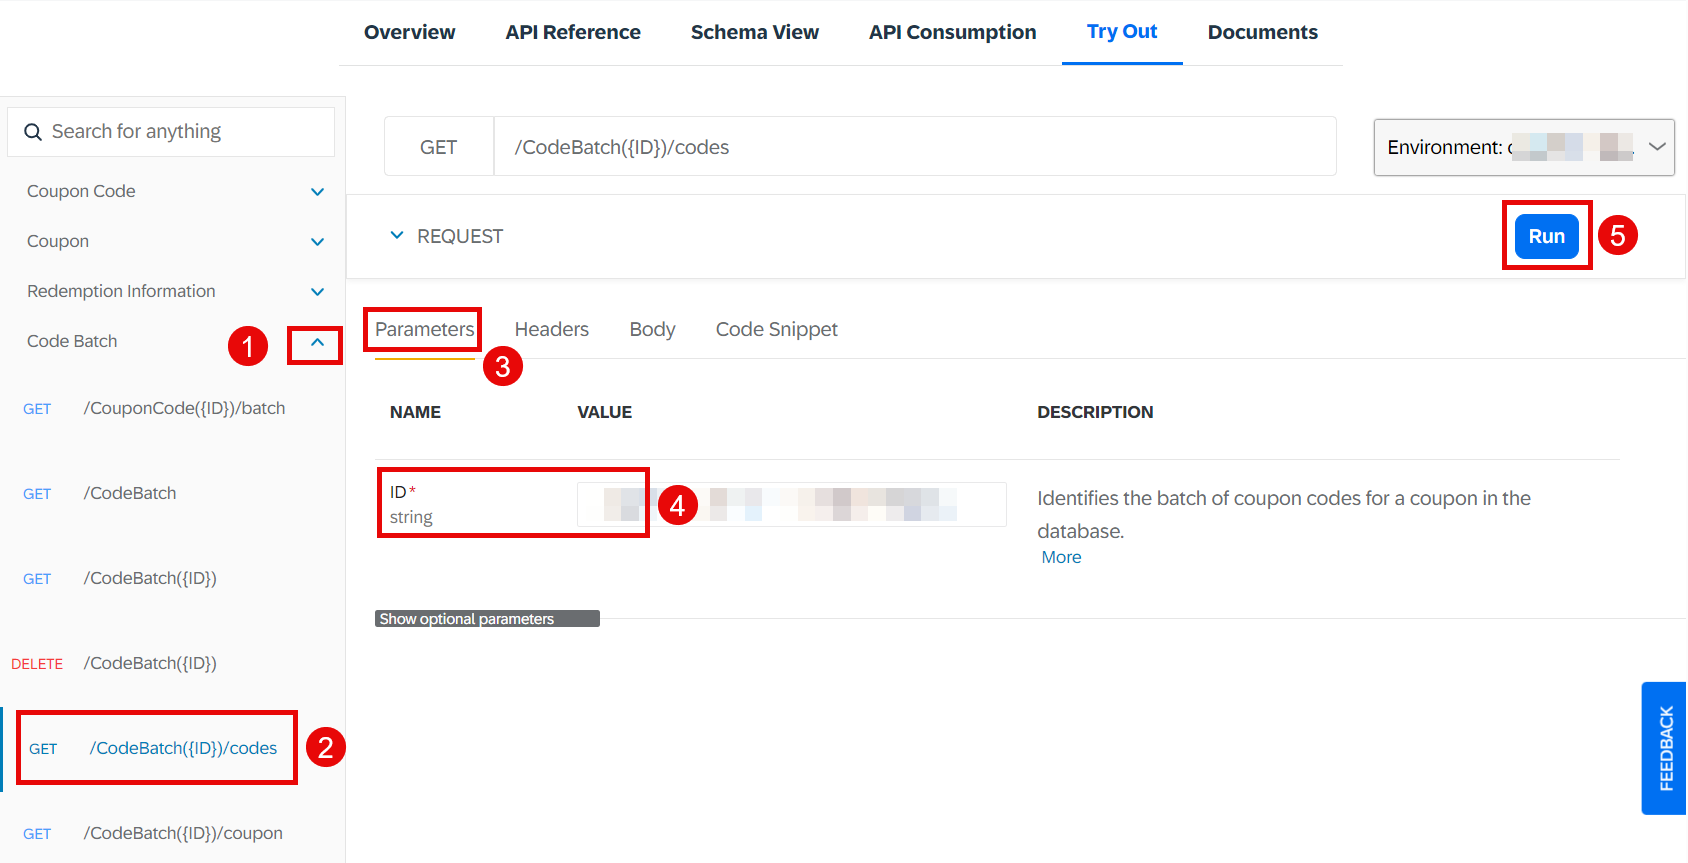 Overview API Reference Schema View API Consumption Try Out Documents
Search for anything
Coupon Code
Coupon
Redemption Information
Code Batch
1
GET /CouponCode({ID})/batch
GET /CodeBatch
GET /CodeBatch({ID})
DELETE /CodeBatch({ID})
GET /CodeBatch({ID})/codes
2
GET /CodeBatch({ID})/coupon
GET /CodeBatch({ID})/codes
Environment:
REQUEST
Run
5
Parameters Headers Body Code Snippet
3
NAME VALUE DESCRIPTION
ID*
string
4
Identifies the batch of coupon codes for a coupon in the
database.
More
Show optional parameters
FEEDBACK